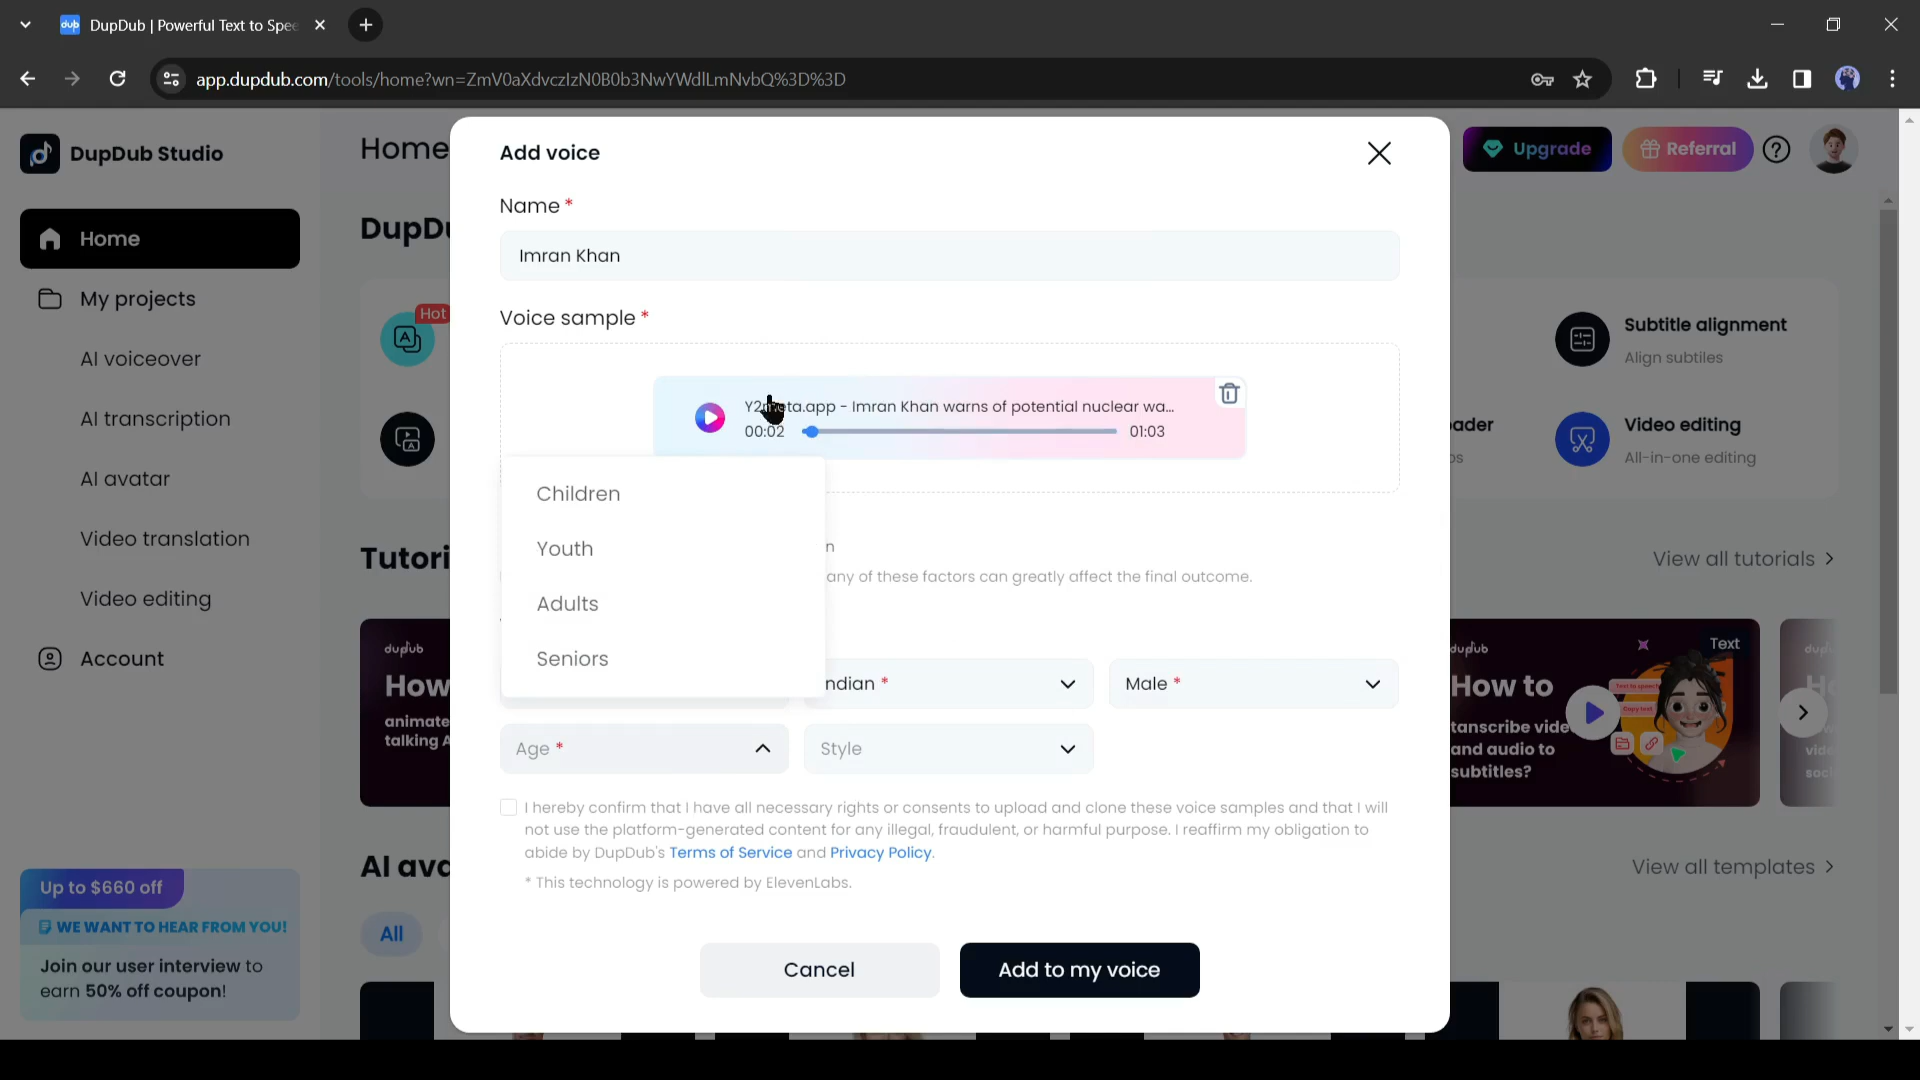 DupDub | Powerful Text to Spee
app.dupdub.com/tools/home?wn=ZmV0aXdvczIzN0B0b3NwYWdlLmNvbQ%3D%3D
DupDub Studio
Home
My projects
AI voiceover
AI transcription
AI avatar
Video translation
Video editing
Account
Up to $660 off
WE WANT TO HEAR FROM YOU!
Join our user interview to
earn 50% off coupon!
Home
Upgrade
Referral
DupDu
Hot
Tutori
How
animate
talking A
AI ava
All
Add voice
Name *
Imran Khan
Voice sample *
Imran Khan warns of potential nuclear wa...
00:02
01:03
Children
Youth
Adults
Seniors
any of these factors can greatly affect the final outcome.
ndian *
Male *
Age *
Style
I hereby confirm that I have all necessary rights or consents to upload and clone these voice samples and that I will
not use the platform-generated content for any illegal, fraudulent, or harmful purpose. I reaffirm my obligation to
abide by DupDub's Terms of Service and Privacy Policy.
* This technology is powered by ElevenLabs.
Cancel
Add to my voice
Subtitle alignment
Align subtiles
ader
Video editing
All-in-one editing
View all tutorials
dupdub
Text
How to
tanscribe vide
and audio to
subtitles?
View all templates